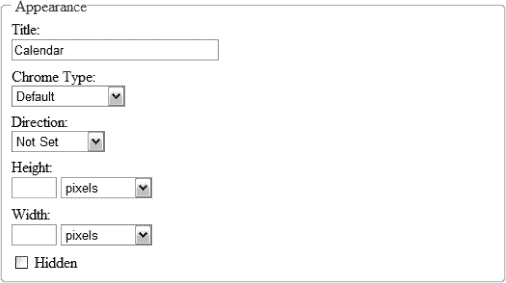 Appearance
Title:
Calendar
Chrome Type:
Default
Direction:
Not Set
Height:
pixels
Width:
pixels
Hidden